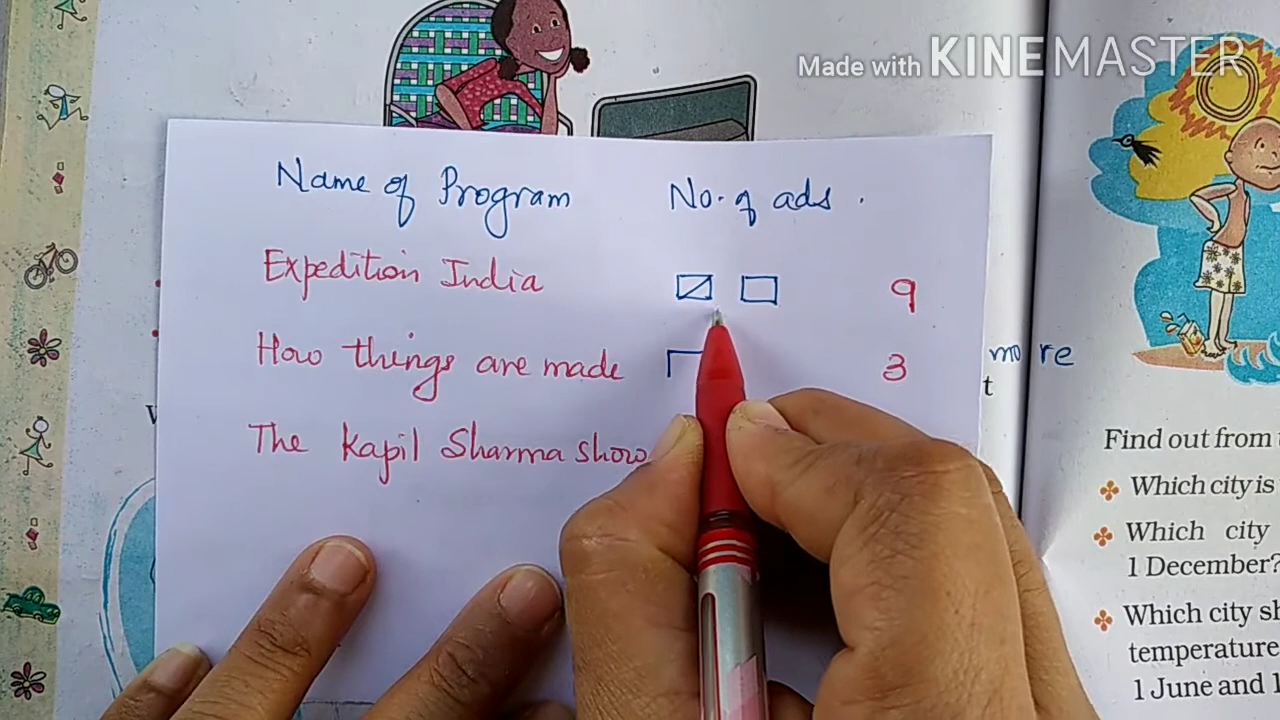 Made with KINEMASTER
Name of Program No. of ads.
Expedition India 9
How things are made 3
more
t
The Kapil Sharma show
Find out from
Which city is
Which city
1 December?
Which city sh
temperature
1 June and 1